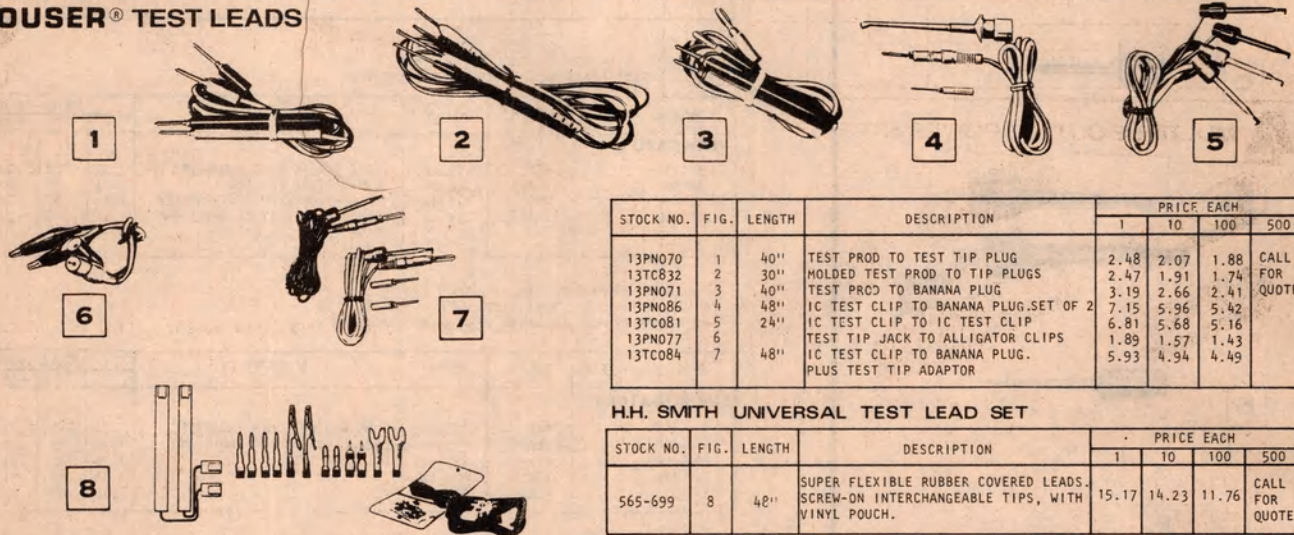 OUSER® TEST LEADS
1
2
3
4
5
6
7
8
STOCK NO. FIG. LENGTH DESCRIPTION PRICE EACH
1 10 100 500
13PN070 1 40" TEST PROD TO TEST TIP PLUG 2.48 2.07 1.88 CALL
13TC832 2 30" MOLDED TEST PROD TO TIP PLUGS 2.47 1.91 1.74 FOR
13PN071 3 40" TEST PROD TO BANANA PLUG 3.19 2.66 2.41 QUOTE
13PN086 4 48" IC TEST CLIP TO BANANA PLUG.SET OF 2 7.15 5.96 5.42
13TC081 5 24" IC TEST CLIP TO IC TEST CLIP 6.81 5.68 5.16
13PN077 6 TEST TIP JACK TO ALLIGATOR CLIPS 1.89 1.57 1.43
13TC084 7 48" IC TEST CLIP TO BANANA PLUG. 5.93 4.94 4.49
PLUS TEST TIP ADAPTOR
H.H. SMITH UNIVERSAL TEST LEAD SET
STOCK NO. FIG. LENGTH DESCRIPTION PRICE EACH
1 10 100 500
SUPER FLEXIBLE RUBBER COVERED LEADS. CALL
565-699 8 48" SCREW-ON INTERCHANGEABLE TIPS, WITH 15.17 14.23 11.76 FOR
VINYL POUCH. QUOTE